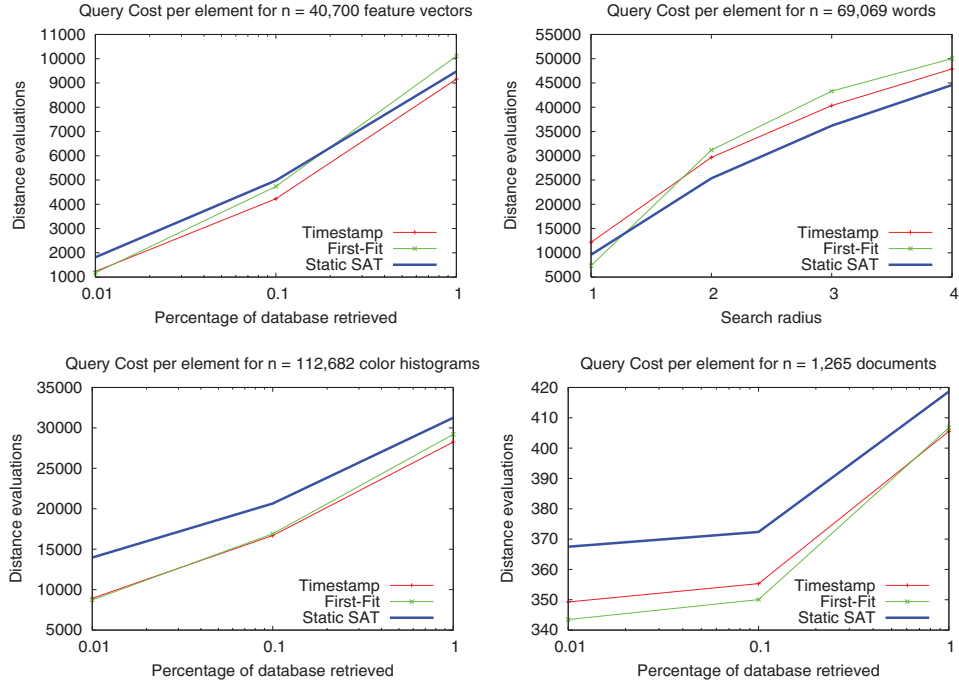 Query Cost per element for n = 40,700 feature vectors
11000
10000
9000
8000
7000
6000
5000
4000
3000
2000
1000
Distance evaluations
Timestamp
First-Fit
Static SAT
0.01 0.1 1
Percentage of database retrieved
Query Cost per element for n = 69,069 words
55000
50000
45000
40000
35000
30000
25000
20000
15000
10000
5000
Distance evaluations
Timestamp
First-Fit
Static SAT
1 2 3 4
Search radius
Query Cost per element for n = 112,682 color histograms
35000
30000
25000
20000
15000
10000
5000
Distance evaluations
Timestamp
First-Fit
Static SAT
0.01 0.1 1
Percentage of database retrieved
Query Cost per element for n = 1,265 documents
420
410
400
390
380
370
360
350
340
Distance evaluations
Timestamp
First-Fit
Static SAT
0.01 0.1 1
Percentage of database retrieved